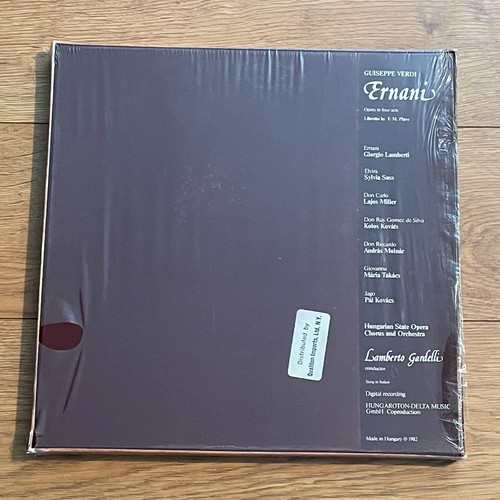 GUISEPPE VERDI
Ernani
Opera in four acts
Libretto by F. M. Piave
Ernani
Giorgio Lamberti
Elvira
Sylvia Sass
Don Carlo
Lajos Miller
Don Ruy Gomez de Silva
Kolos Kováts
Don Riccardo
András Molnár
Giovanna
Mária Takács
Jago
Pál Kovács
Hungarian State Opera
Chorus and Orchestra
Lamberto Gardelli
conductor
Sung in Italian
Digital recording
HUNGAROTON-DELTA MUSIC
GmbH Coproduction
Made in Hungary ℗ 1982
Distributed by
Qualiton Imports, Ltd, N.Y.